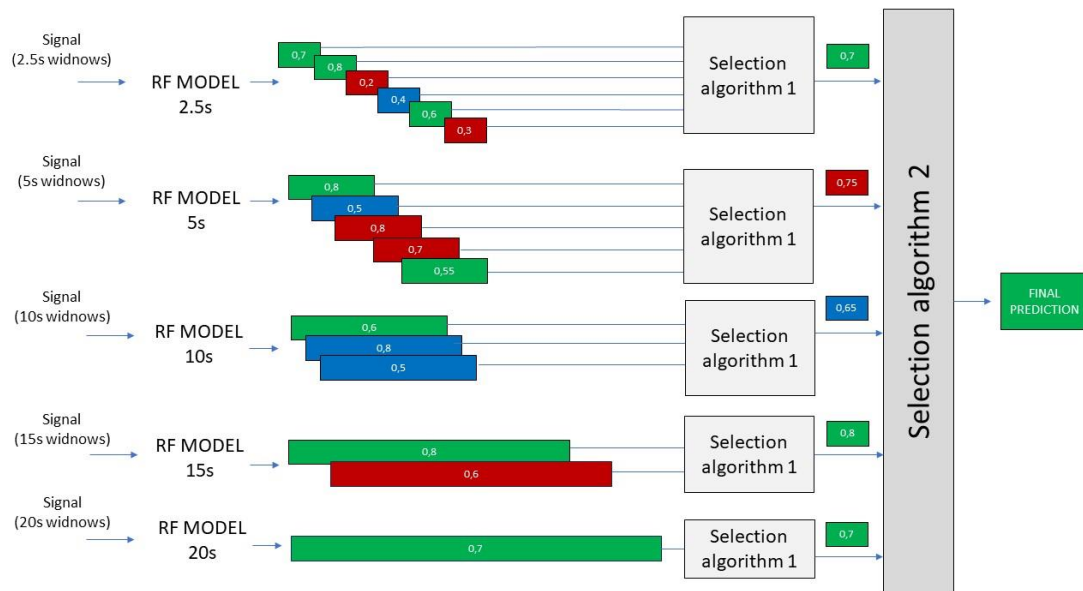 Signal
(2.5s widnows)
RF MODEL
2.5s
0,7
0,8
0,2
0,4
0,6
0,3
Selection
algorithm 1
0,7
Signal
(5s widnows)
RF MODEL
5s
0,8
0,5
0,8
0,7
0,55
Selection
algorithm 1
0,75
Signal
(10s widnows)
RF MODEL
10s
0,6
0,8
0,5
Selection
algorithm 1
0,65
Signal
(15s widnows)
RF MODEL
15s
0,8
0,6
Selection
algorithm 1
0,8
Signal
(20s widnows)
RF MODEL
20s
0,7
Selection
algorithm 1
0,7
Selection algorithm 2
FINAL
PREDICTION